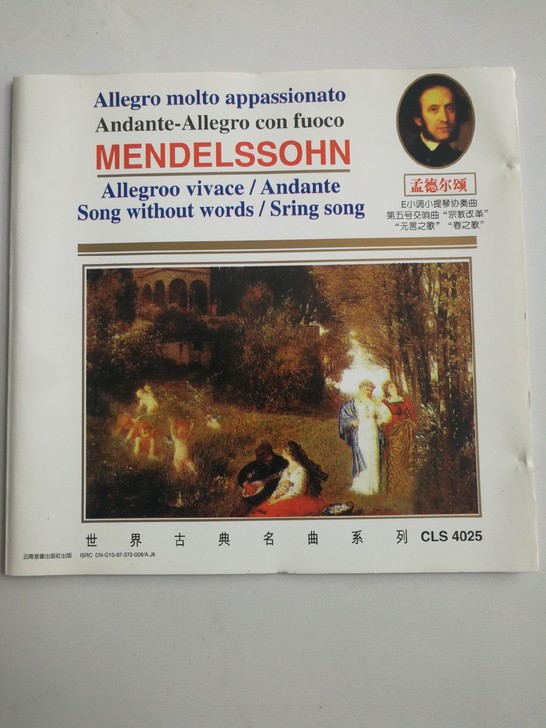 Allegro molto appassionato
Andante-Allegro con fuoco
MENDELSSOHN
Allegroo vivace / Andante
Song without words / Sring song
孟德尔颂
E小调小提琴协奏曲
第五号交响曲“宗教改革”
“无言之歌” “春之歌”
世界古典名曲系列 CLS 4025
云南音像出版社出版 ISRC CN-G10-97-372-006/A.J6